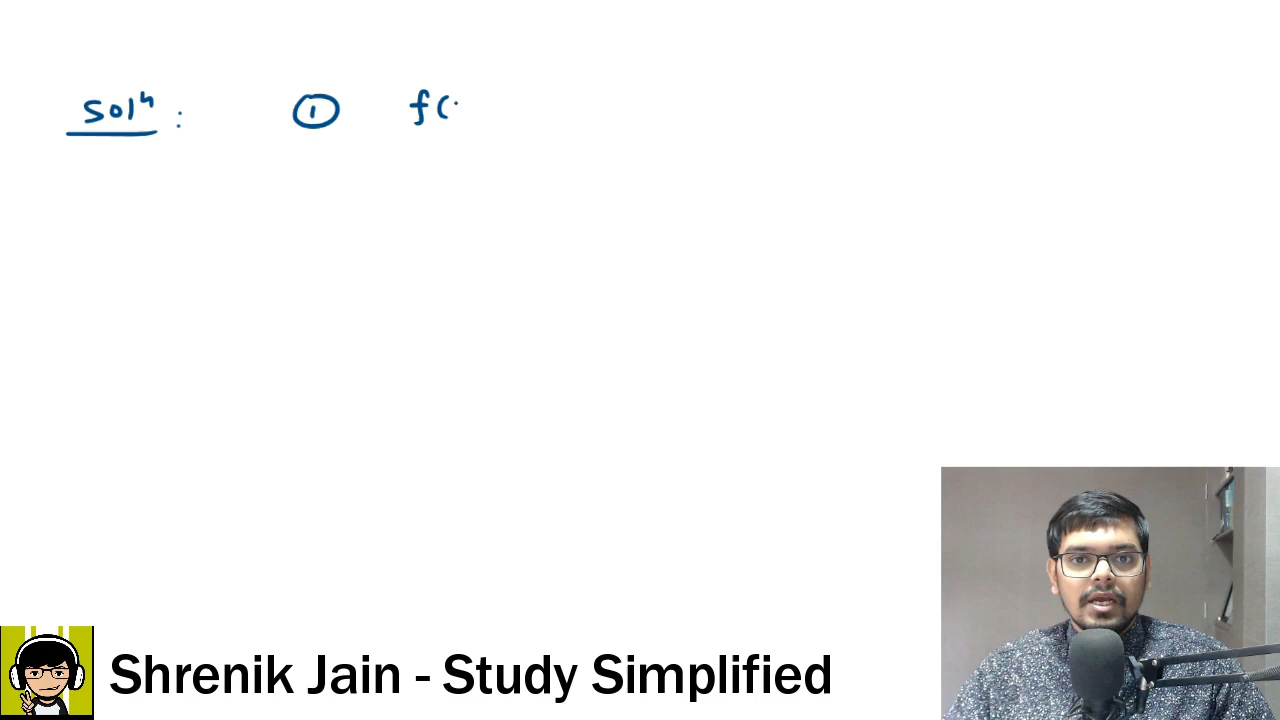 Solⁿ : ① f(
Shrenik Jain - Study Simplified